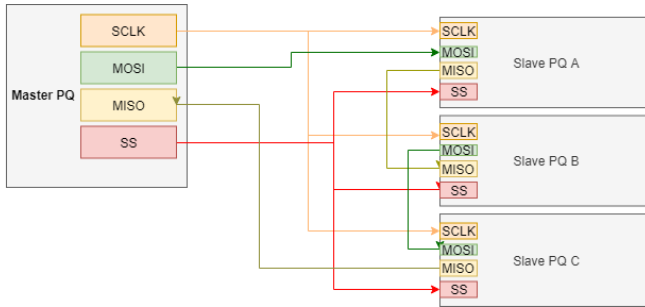 Master PQ
SCLK
MOSI
MISO
SS
SCLK
MOSI
MISO
SS
Slave PQ A
SCLK
MOSI
MISO
SS
Slave PQ B
SCLK
MOSI
MISO
SS
Slave PQ C